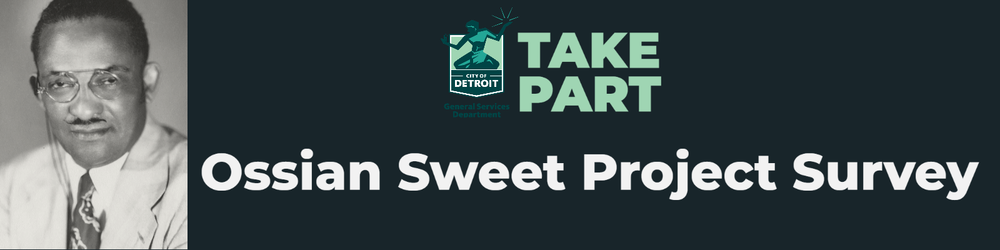 CITY OF
DETROIT
General Services
Department
TAKE
PART
Ossian Sweet Project Survey